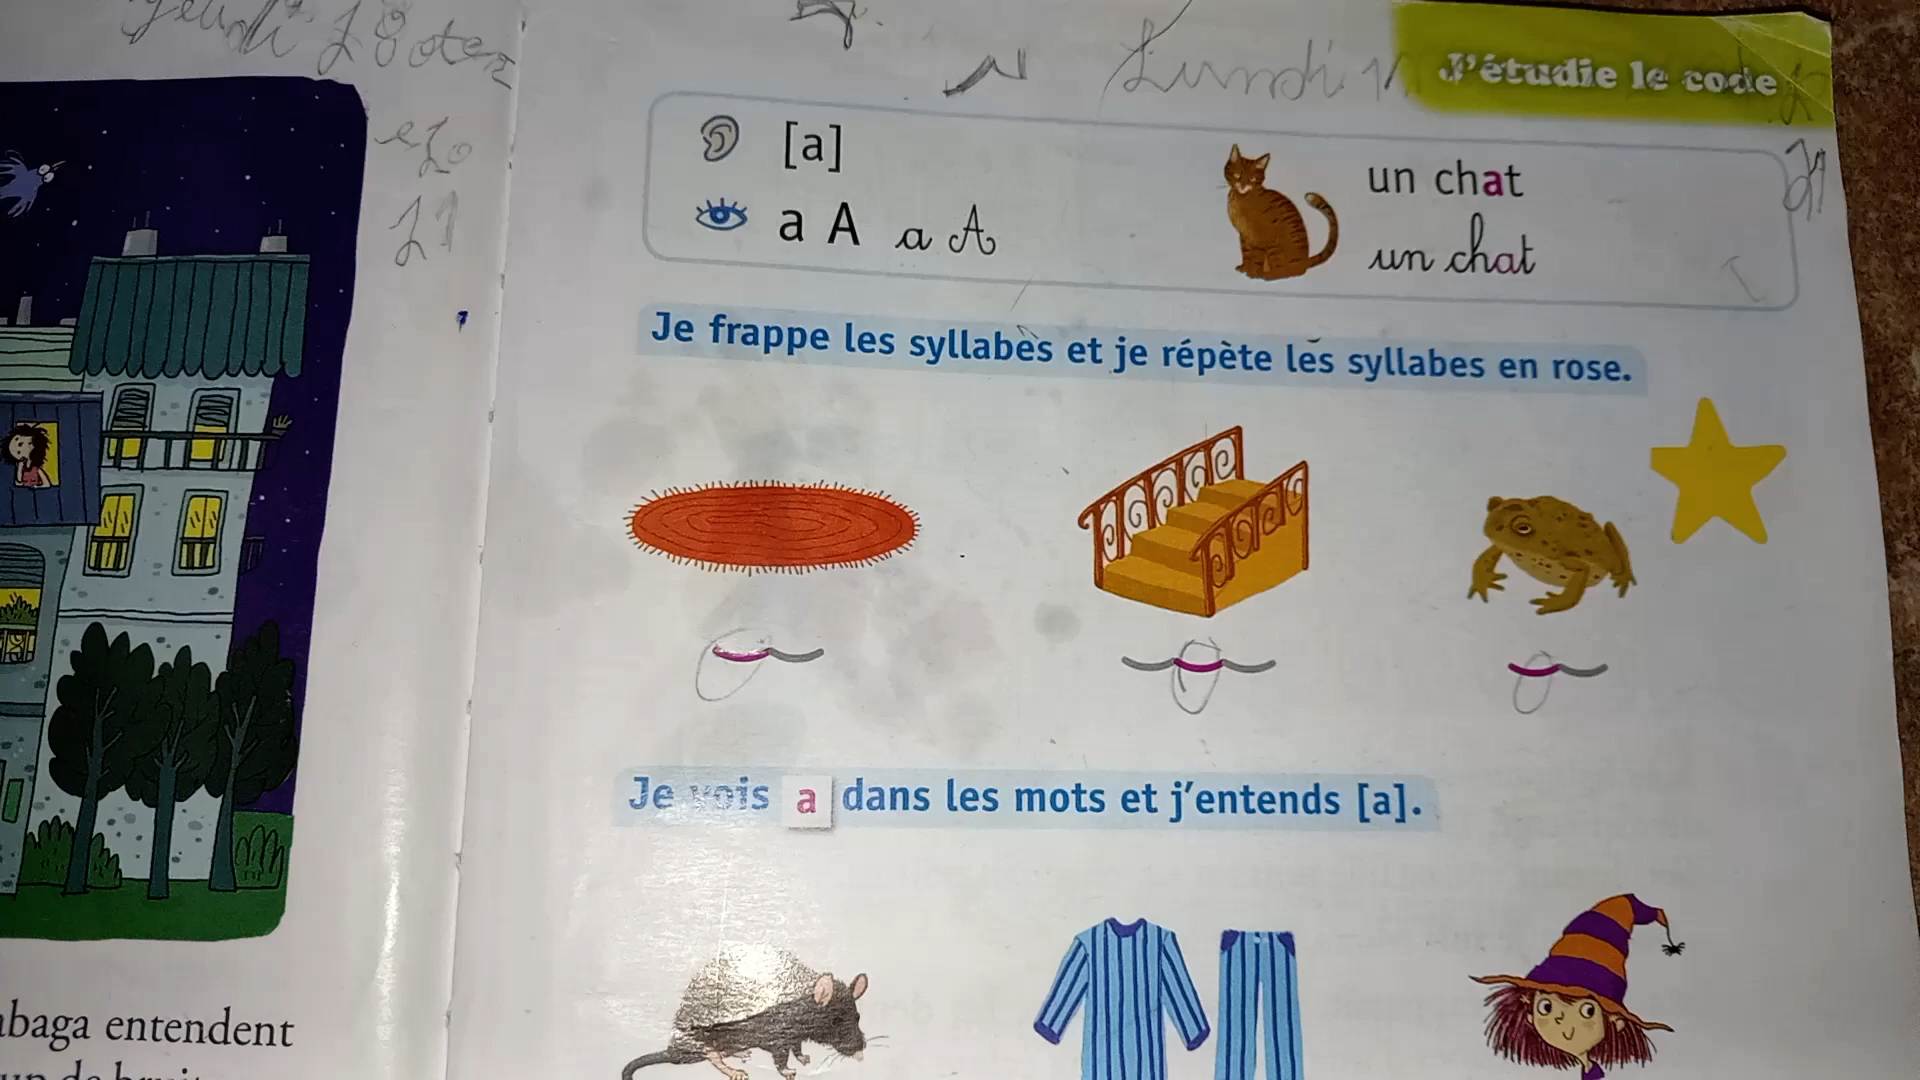 abaga entendent
J'étudie le code
Lundi
[a]
a A a A
un chat
un chat
Je frappe les syllabes et je répète les syllabes en rose.
Je vois a dans les mots et j'entends [a].